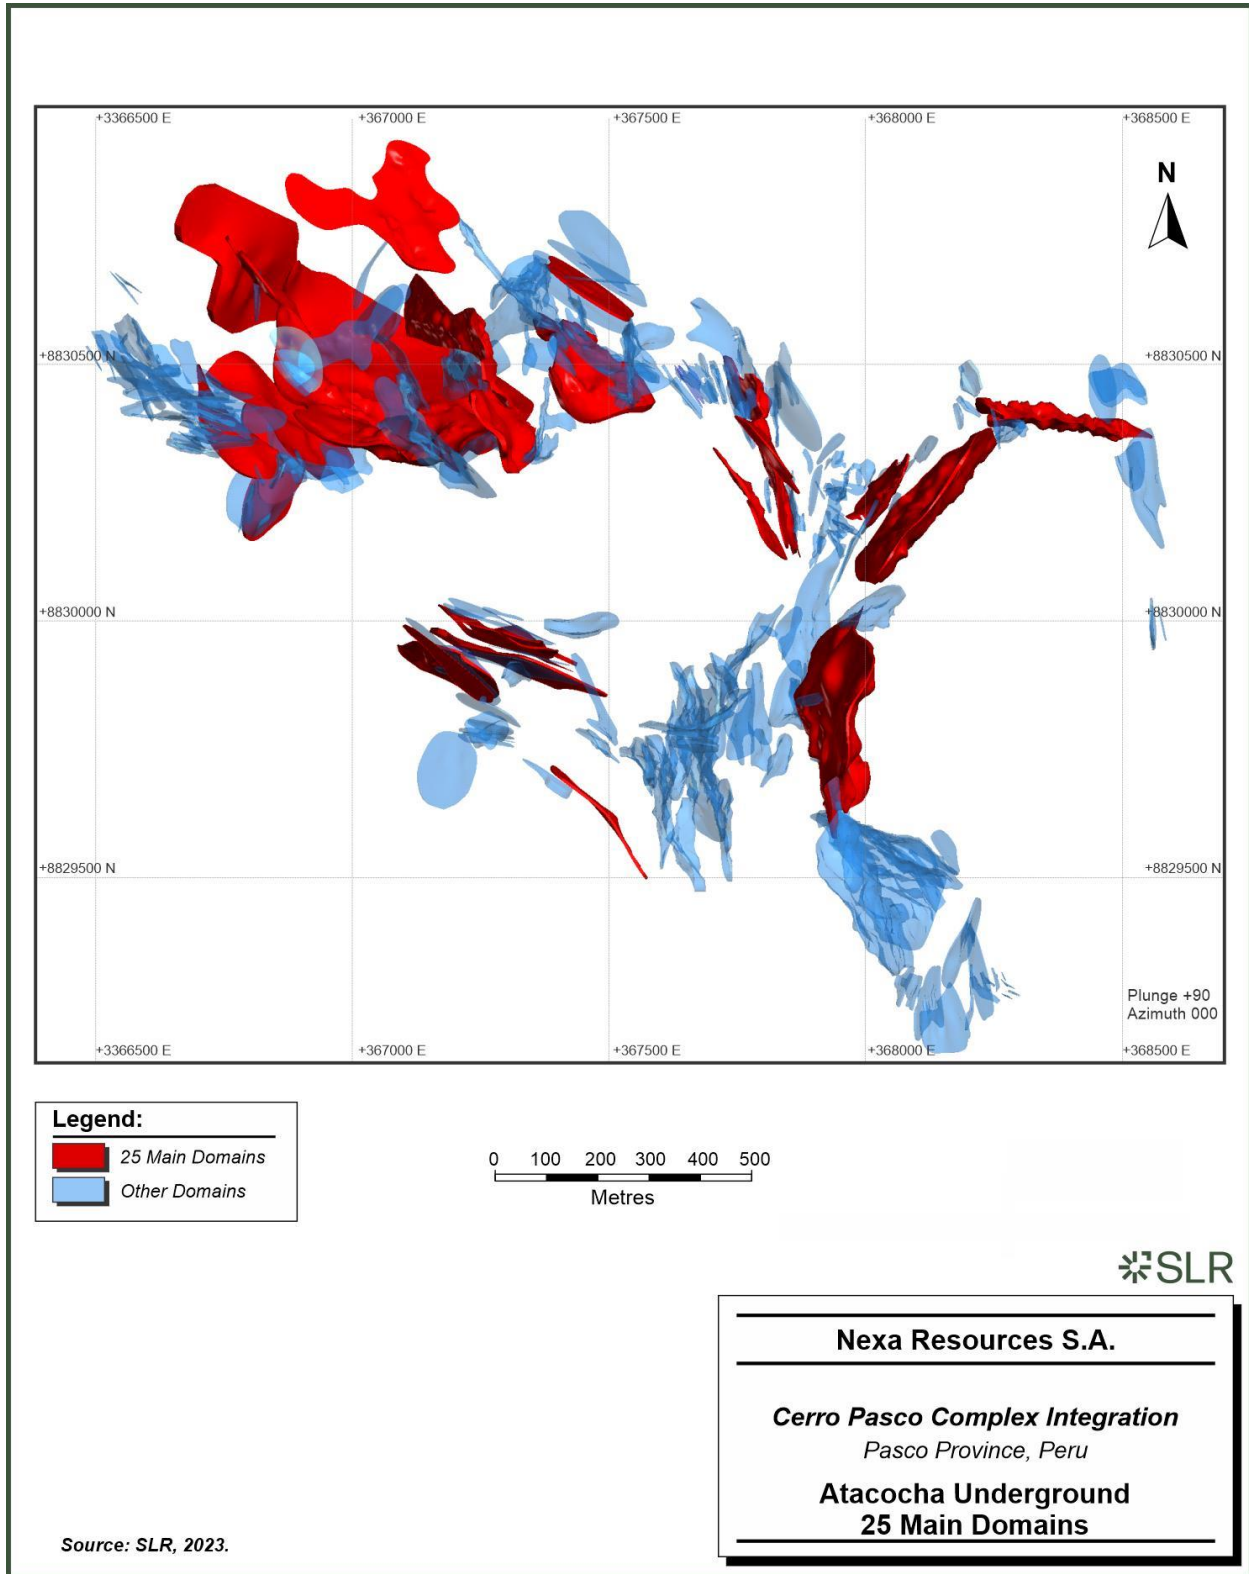 +3366500 E
+367000 E
+367500 E
+368000 E
+368500 E
N
+8830500 N
+8830500 N
+8830000 N
+8830000 N
+8829500 N
+8829500 N
Plunge +90
Azimuth 000
+3366500 E
+367000 E
+367500 E
+368000 E
+368500 E
Legend:
25 Main Domains
Other Domains
0 100 200 300 400 500
Metres
SLR
Nexa Resources S.A.
Cerro Pasco Complex Integration
Pasco Province, Peru
Atacocha Underground
25 Main Domains
Source: SLR, 2023.